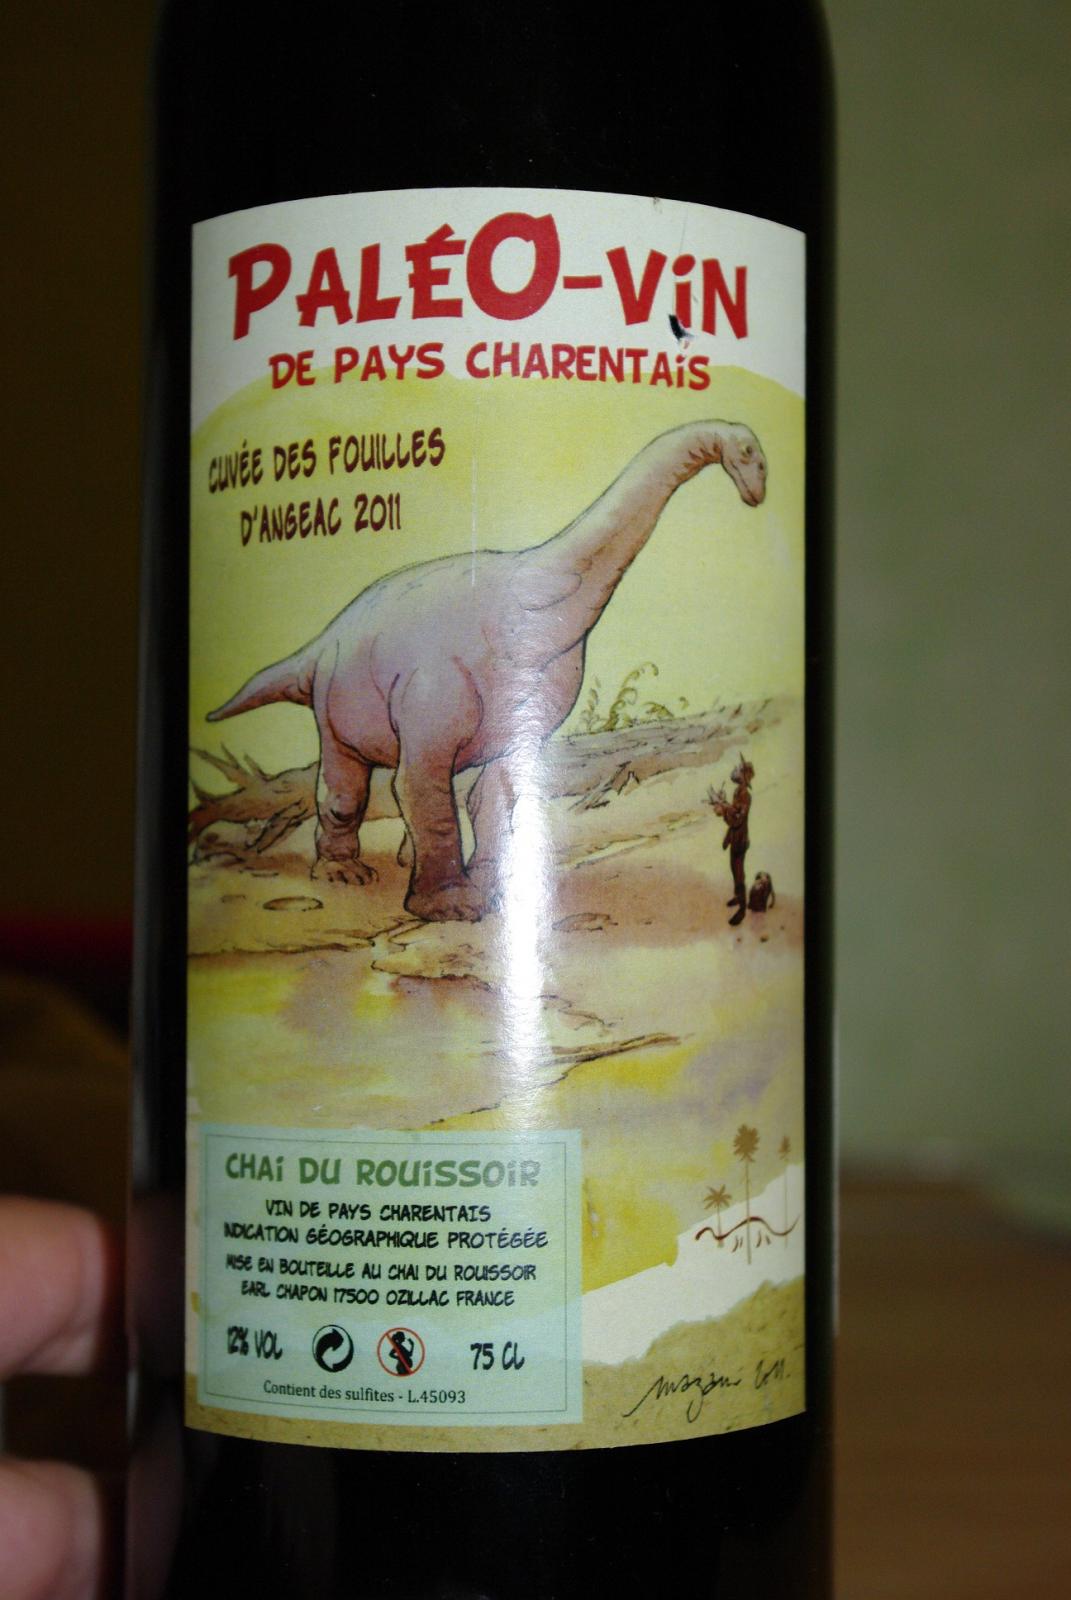 PALÉO-ViN
DE PAYS CHARENTAiS
CUVÉE DES FOUILLES
D'ANGEAC 2011
CHAi DU ROUiSSOiR
VIN DE PAYS CHARENTAIS
INDICATION GÉOGRAPHIQUE PROTÉGÉE
MISE EN BOUTEILLE AU CHAI DU ROUISSOIR
EARL CHAPON 17500 OZILLAC FRANCE
12% VOL 75 CL
Contient des sulfites - L.45093
mazan 2011.